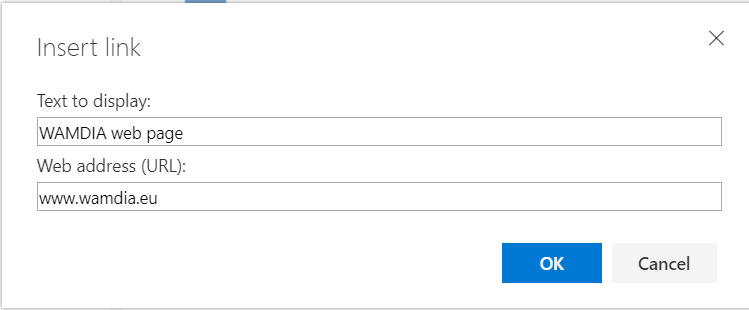 Insert link
Text to display:
WAMDIA web page
Web address (URL):
www.wamdia.eu
OK
Cancel